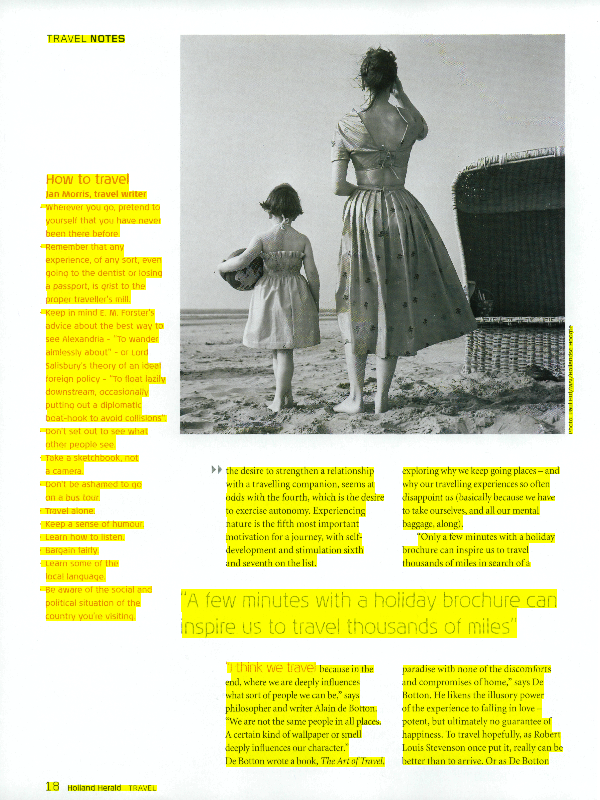 TRAVEL NOTES
How to travel
Jan Morris, travel writer
Wherever you go, pretend to
yourself that you have never
been there before.
Remember that any
experience, of any sort, even
going to the dentist or losing
a passport, is grist to the
proper traveller's mill.
Keep in mind E. M. Forster's
advice about the best way to
see Alexandria – "To wander
aimlessly about" – or Lord
Salisbury's theory of an ideal
foreign policy – "To float lazily
downstream, occasionally
putting out a diplomatic
boat-hook to avoid collisions".
Don't set out to see what
other people see.
Take a sketchbook, not
a camera.
Don't be ashamed to go
on a bus tour.
Travel alone.
Keep a sense of humour.
Learn how to listen.
Bargain fairly.
Learn some of the
local language.
Be aware of the social and
political situation of the
country you're visiting.
the desire to strengthen a relationship
with a travelling companion, seems at
odds with the fourth, which is the desire
to exercise autonomy. Experiencing
nature is the fifth most important
motivation for a journey, with self-
development and stimulation sixth
and seventh on the list.
exploring why we keep going places – and
why our travelling experiences so often
disappoint us (basically because we have
to take ourselves, and all our mental
baggage, along).
"Only a few minutes with a holiday
brochure can inspire us to travel
thousands of miles in search of a
"A few minutes with a holiday brochure can
inspire us to travel thousands of miles"
"I think we travel because in the
end, where we are deeply influences
what sort of people we can be," says
philosopher and writer Alain de Botton.
"We are not the same people in all places.
A certain kind of wallpaper or smell
deeply influences our character."
De Botton wrote a book, The Art of Travel,
paradise with none of the discomforts
and compromises of home," says De
Botton. He likens the illusory power
of the experience to falling in love –
potent, but ultimately no guarantee of
happiness. To travel hopefully, as Robert
Louis Stevenson once put it, really can be
better than to arrive. Or as De Botton
18 Holland Herald TRAVEL